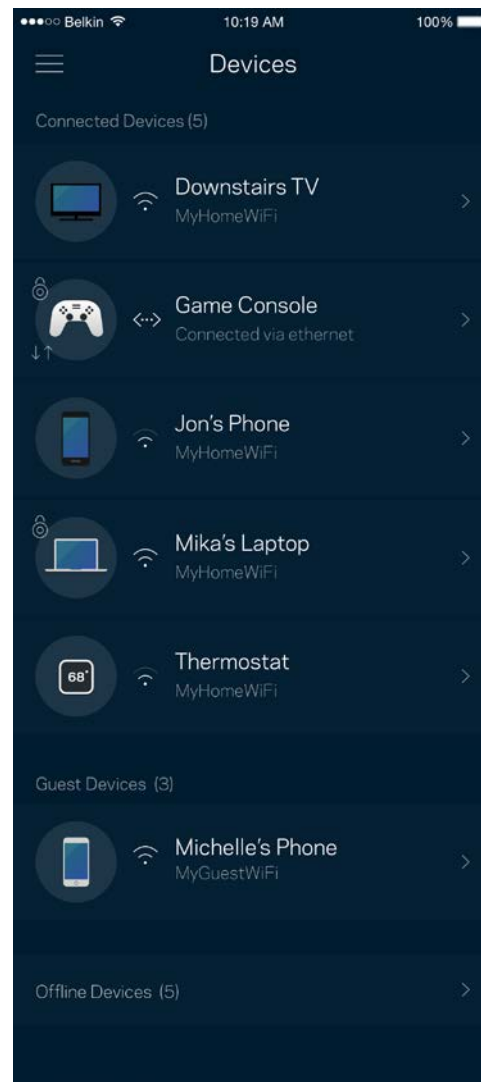 Belkin 10:19 AM 100%
Devices
Connected Devices (5)
Downstairs TV
MyHomeWiFi
Game Console
Connected via ethernet
Jon's Phone
MyHomeWiFi
Mika's Laptop
MyHomeWiFi
68°
Thermostat
MyHomeWiFi
Guest Devices (3)
Michelle's Phone
MyGuestWiFi
Offline Devices (5)